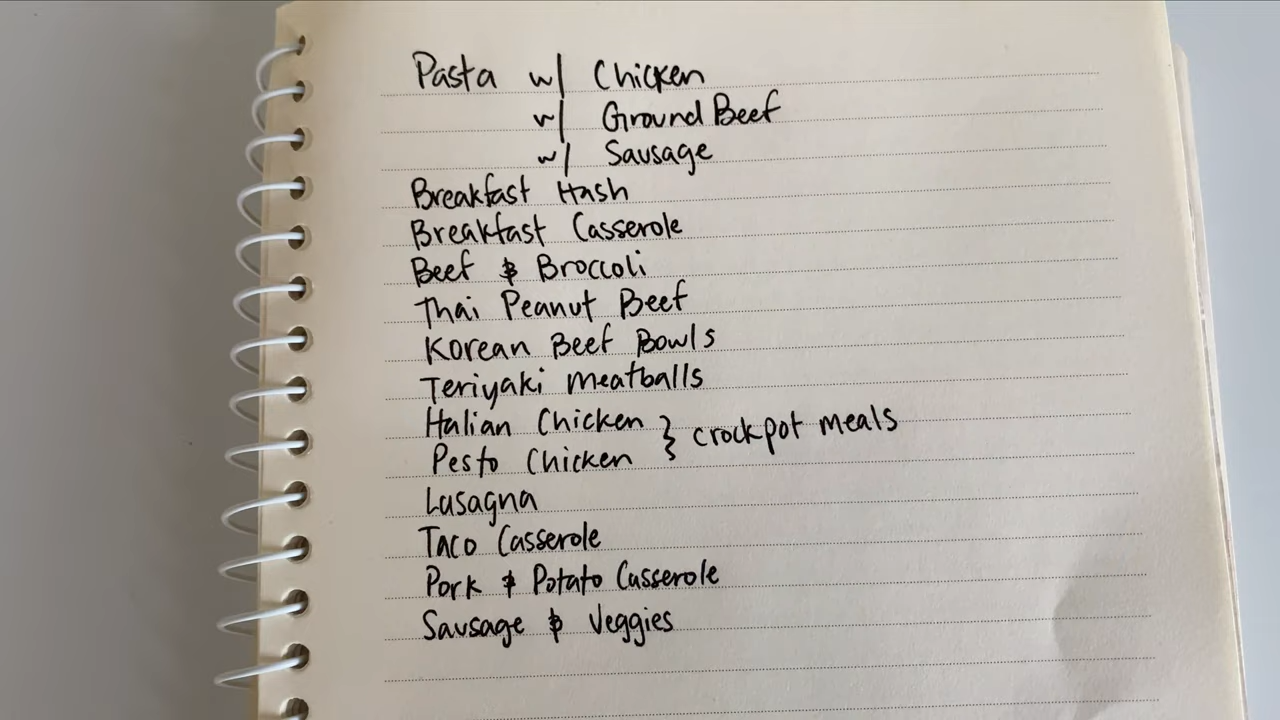 Pasta w/ Chicken
w/ Ground Beef
w/ Sausage
Breakfast Hash
Breakfast Casserole
Beef & Broccoli
Thai Peanut Beef
Korean Beef Bowls
Teriyaki Meatballs
Italian Chicken } crockpot meals
Pesto Chicken
Lasagna
Taco Casserole
Pork & Potato Casserole
Sausage & Veggies